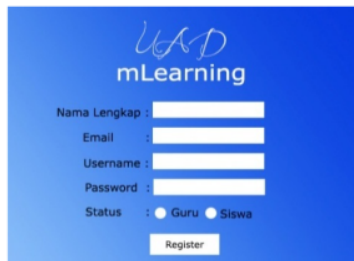 UAD
mLearning
Nama Lengkap :
Email :
Username :
Password :
Status : Guru Siswa
Register